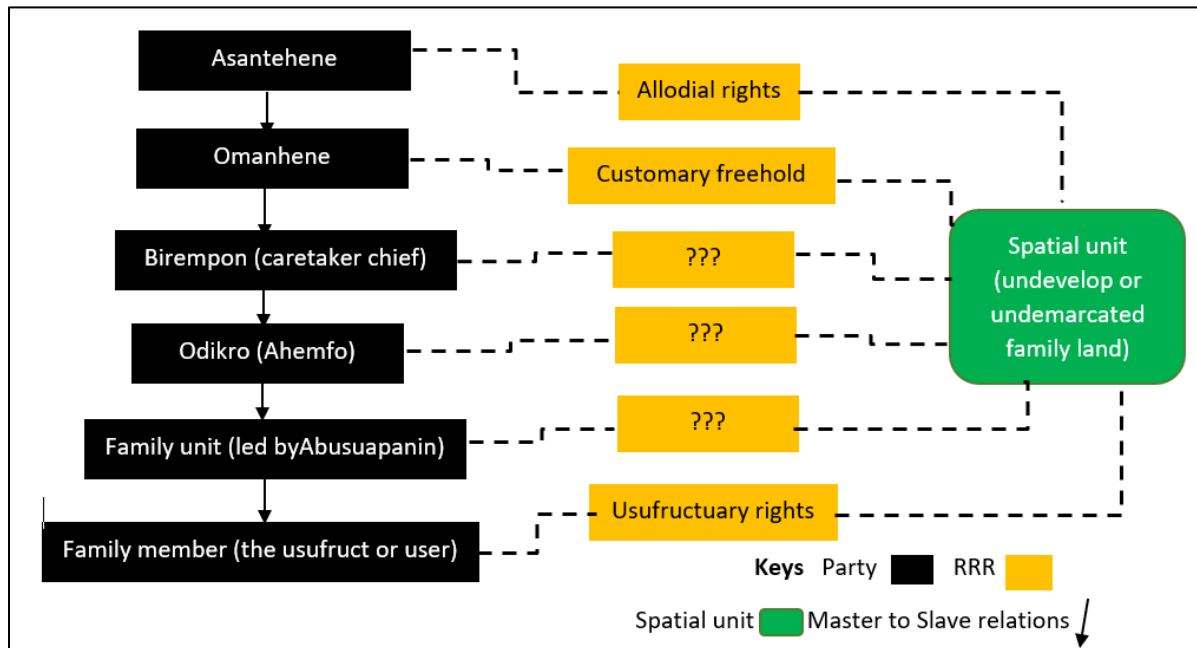 Asantehene
Allodial rights
Omanhene
Customary freehold
Birempon (caretaker chief)
???
Odikro (Ahemfo)
???
Family unit (led byAbusuapanin)
???
Family member (the usufruct or user)
Usufructuary rights
Spatial unit
(undevelop or
undemarcated
family land)
Keys Party RRR
Spatial unit Master to Slave relations